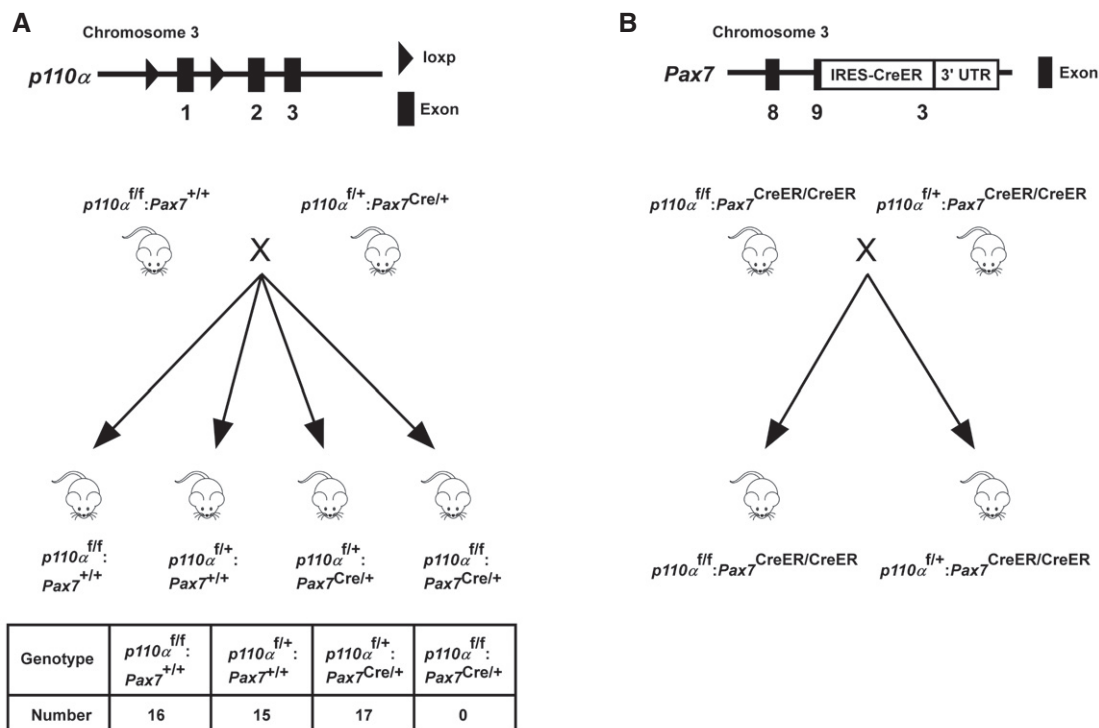 A
Chromosome 3
p110α
loxp
Exon
1 2 3
p110α^f/f:Pax7^+/+ p110α^f/+:Pax7^Cre/+
X
p110α^f/f: p110α^f/+: p110α^f/+: p110α^f/f:
Pax7^+/+ Pax7^+/+ Pax7^Cre/+ Pax7^Cre/+
Genotype p110α^f/f: Pax7^+/+ p110α^f/+: Pax7^+/+ p110α^f/+: Pax7^Cre/+ p110α^f/f: Pax7^Cre/+
Number 16 15 17 0
B
Chromosome 3
Pax7 IRES-CreER 3' UTR Exon
8 9 3
p110α^f/f:Pax7^CreER/CreER p110α^f/+:Pax7^CreER/CreER
X
p110α^f/f:Pax7^CreER/CreER p110α^f/+:Pax7^CreER/CreER